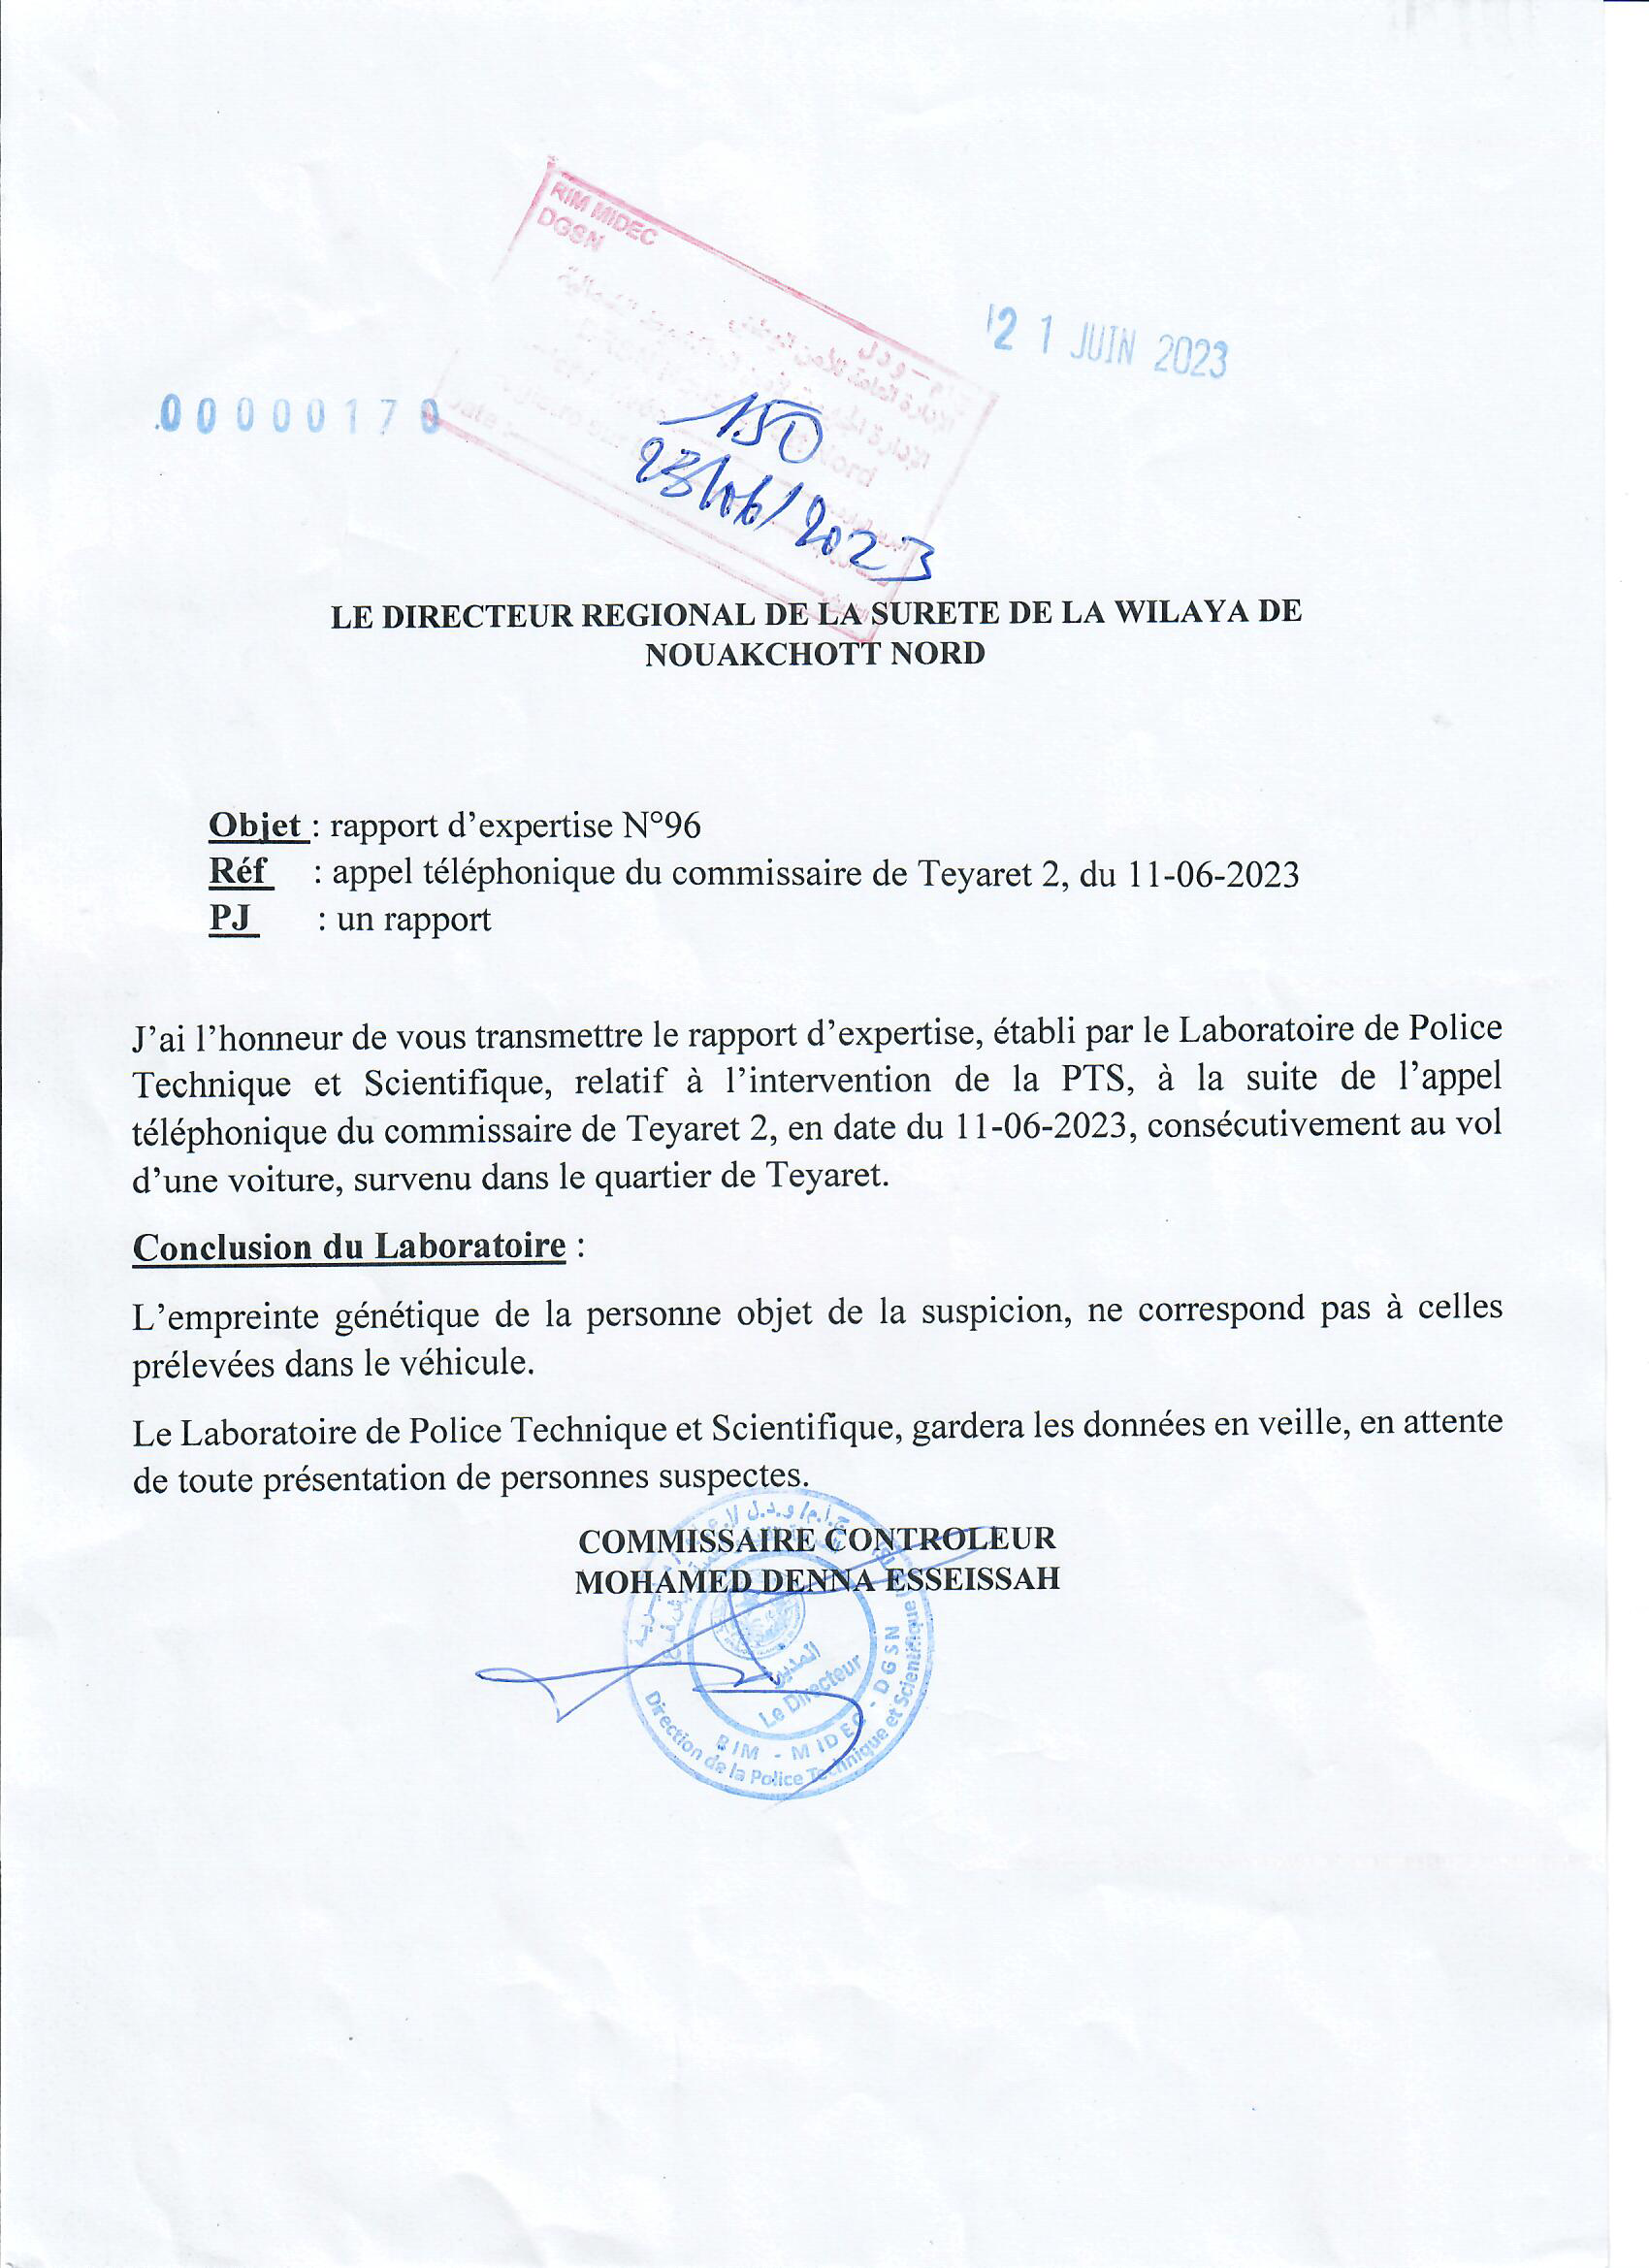 RIM MIDEC
DGSN
21 JUIN 2023
00000170
150
28/06/2023
LE DIRECTEUR REGIONAL DE LA SURETE DE LA WILAYA DE
NOUAKCHOTT NORD
Objet : rapport d’expertise N°96
Réf : appel téléphonique du commissaire de Teyaret 2, du 11-06-2023
PJ : un rapport
J’ai l’honneur de vous transmettre le rapport d’expertise, établi par le Laboratoire de Police
Technique et Scientifique, relatif à l’intervention de la PTS, à la suite de l’appel
téléphonique du commissaire de Teyaret 2, en date du 11-06-2023, consécutivement au vol
d’une voiture, survenu dans le quartier de Teyaret.
Conclusion du Laboratoire :
L’empreinte génétique de la personne objet de la suspicion, ne correspond pas à celles
prélevées dans le véhicule.
Le Laboratoire de Police Technique et Scientifique, gardera les données en veille, en attente
de toute présentation de personnes suspectes.
COMMISSAIRE CONTROLEUR
MOHAMED DENNA ESSEISSAH
المدير
Le Directeur
RIM - MIDEC - DGSN
Direction de la Police Technique et Scientifique